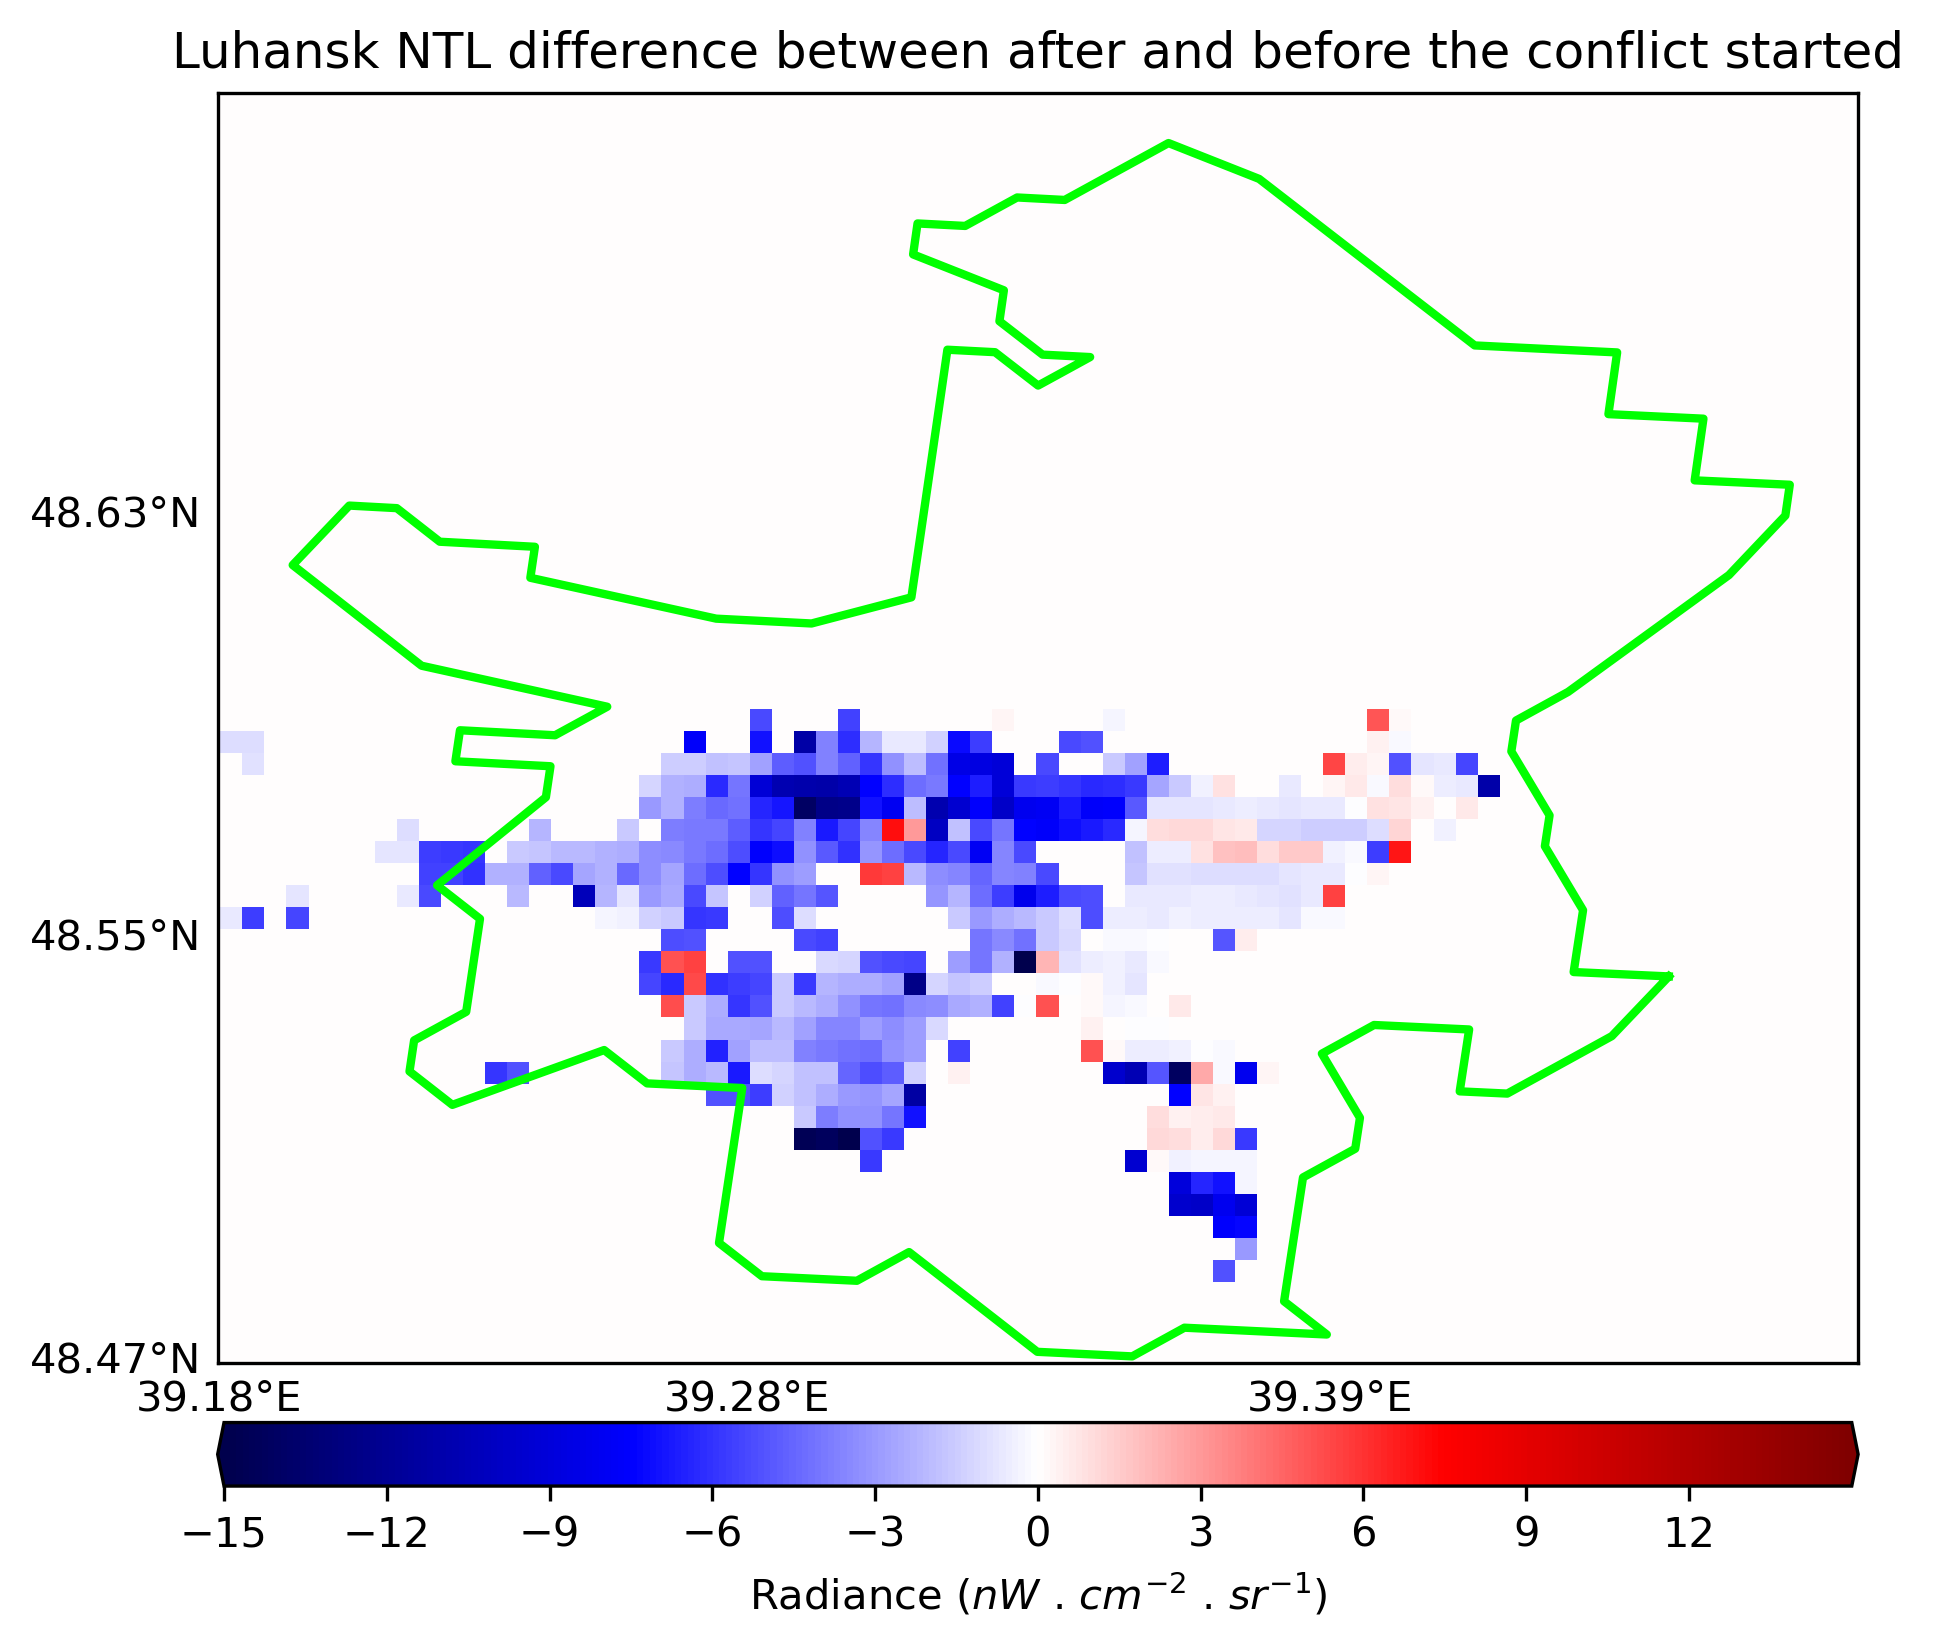 Luhansk NTL difference between after and before the conflict started
48.63°N
48.55°N
48.47°N
39.18°E 39.28°E 39.39°E
−15 −12 −9 −6 −3 0 3 6 9 12
Radiance (nW . cm⁻² . sr⁻¹)